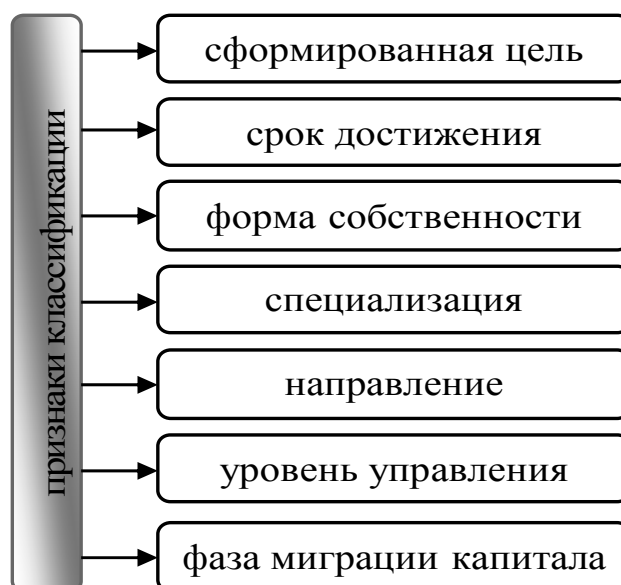 признаки классификации
сформированная цель
срок достижения
форма собственности
специализация
направление
уровень управления
фаза миграции капитала